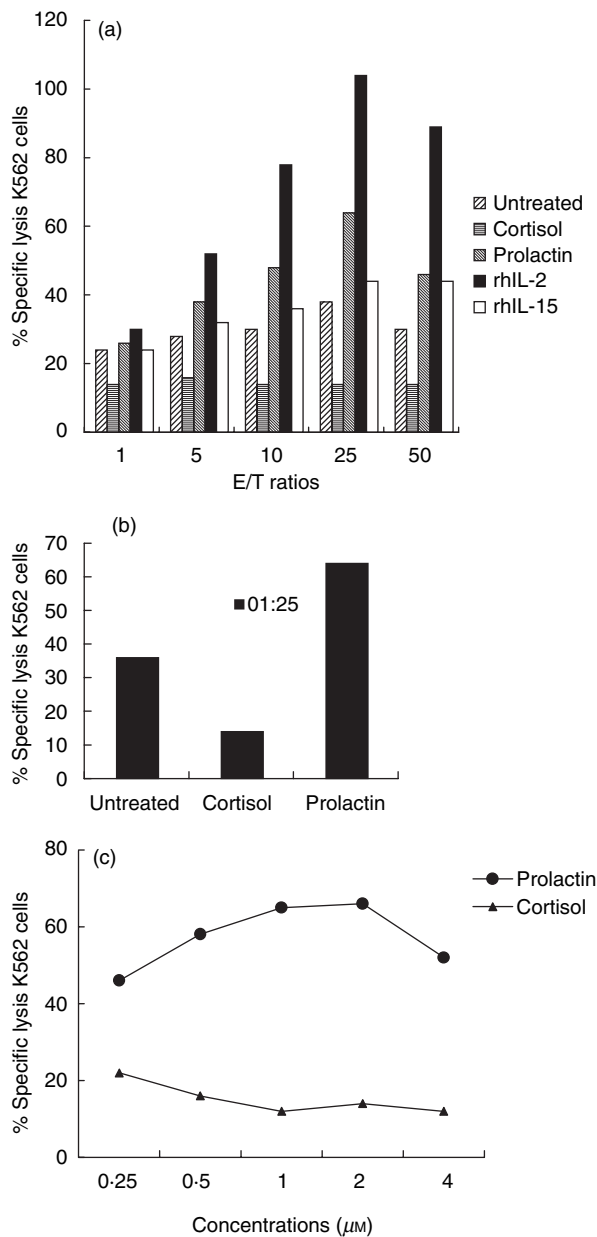 (a)
% Specific lysis K562 cells
120
100
80
60
40
20
0
1 5 10 25 50
E/T ratios
Untreated
Cortisol
Prolactin
rhIL-2
rhIL-15
(b)
% Specific lysis K562 cells
70
60
50
40
30
20
10
0
01:25
Untreated Cortisol Prolactin
(c)
% Specific lysis K562 cells
80
60
40
20
0
0·25 0·5 1 2 4
Concentrations (μM)
Prolactin
Cortisol